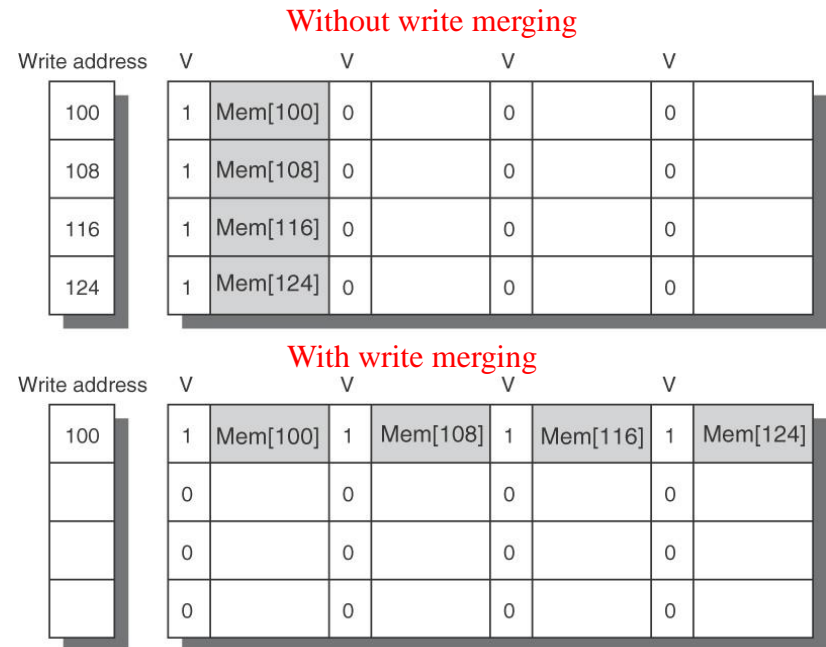 Without write merging
Write address V V V V
100 1 Mem[100] 0 0 0
108 1 Mem[108] 0 0 0
116 1 Mem[116] 0 0 0
124 1 Mem[124] 0 0 0
With write merging
Write address V V V V
100 1 Mem[100] 1 Mem[108] 1 Mem[116] 1 Mem[124]
0 0 0 0
0 0 0 0
0 0 0 0